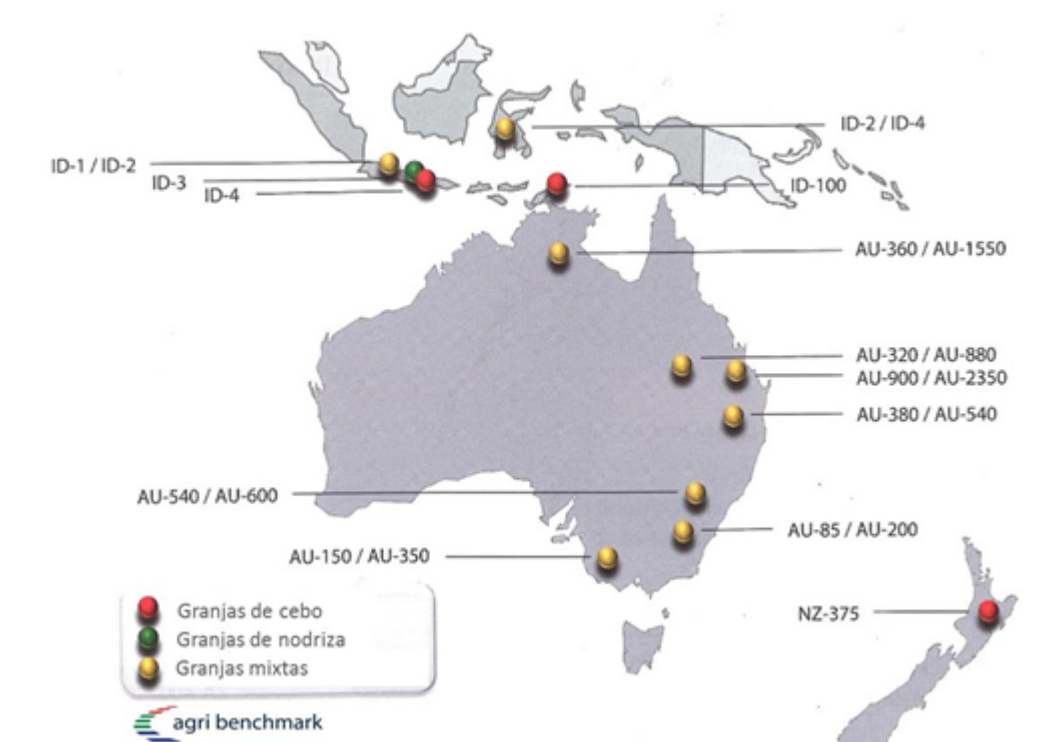 ID-2 / ID-4
ID-1 / ID-2
ID-3
ID-4
ID-100
AU-360 / AU-1550
AU-320 / AU-880
AU-900 / AU-2350
AU-380 / AU-540
AU-540 / AU-600
AU-85 / AU-200
AU-150 / AU-350
NZ-375
Granjas de cebo
Granjas de nodriza
Granjas mixtas
agri benchmark